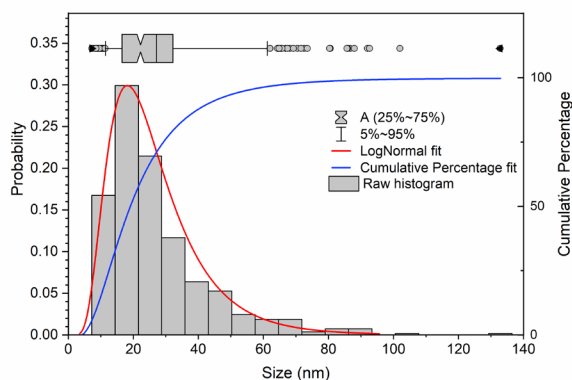 0.35
0.30
0.25
0.20
0.15
0.10
0.05
0.00
Probability
A (25%~75%)
5%~95%
LogNormal fit
Cumulative Percentage fit
Raw histogram
100
50
0
Cumulative Percentage
0 20 40 60 80 100 120 140
Size (nm)